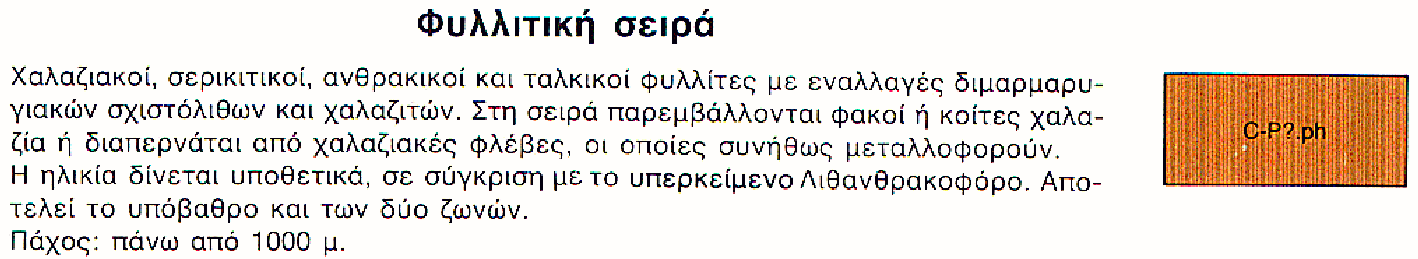 Φυλλιτική σειρά
Χαλαζιακοί, σερικιτικοί, ανθρακικοί και ταλκικοί φυλλίτες με εναλλαγές διμαρμαρυ-
γιακών σχιστόλιθων και χαλαζιτών. Στη σειρά παρεμβάλλονται φακοί ή κοίτες χαλα-
ζία ή διαπερνάται από χαλαζιακές φλέβες, οι οποίες συνήθως μεταλλοφορούν.
Η ηλικία δίνεται υποθετικά, σε σύγκριση με το υπερκείμενο Λιθανθρακοφόρο. Απο-
τελεί το υπόβαθρο και των δύο ζωνών.
Πάχος: πάνω από 1000 μ.
C-P?.ph